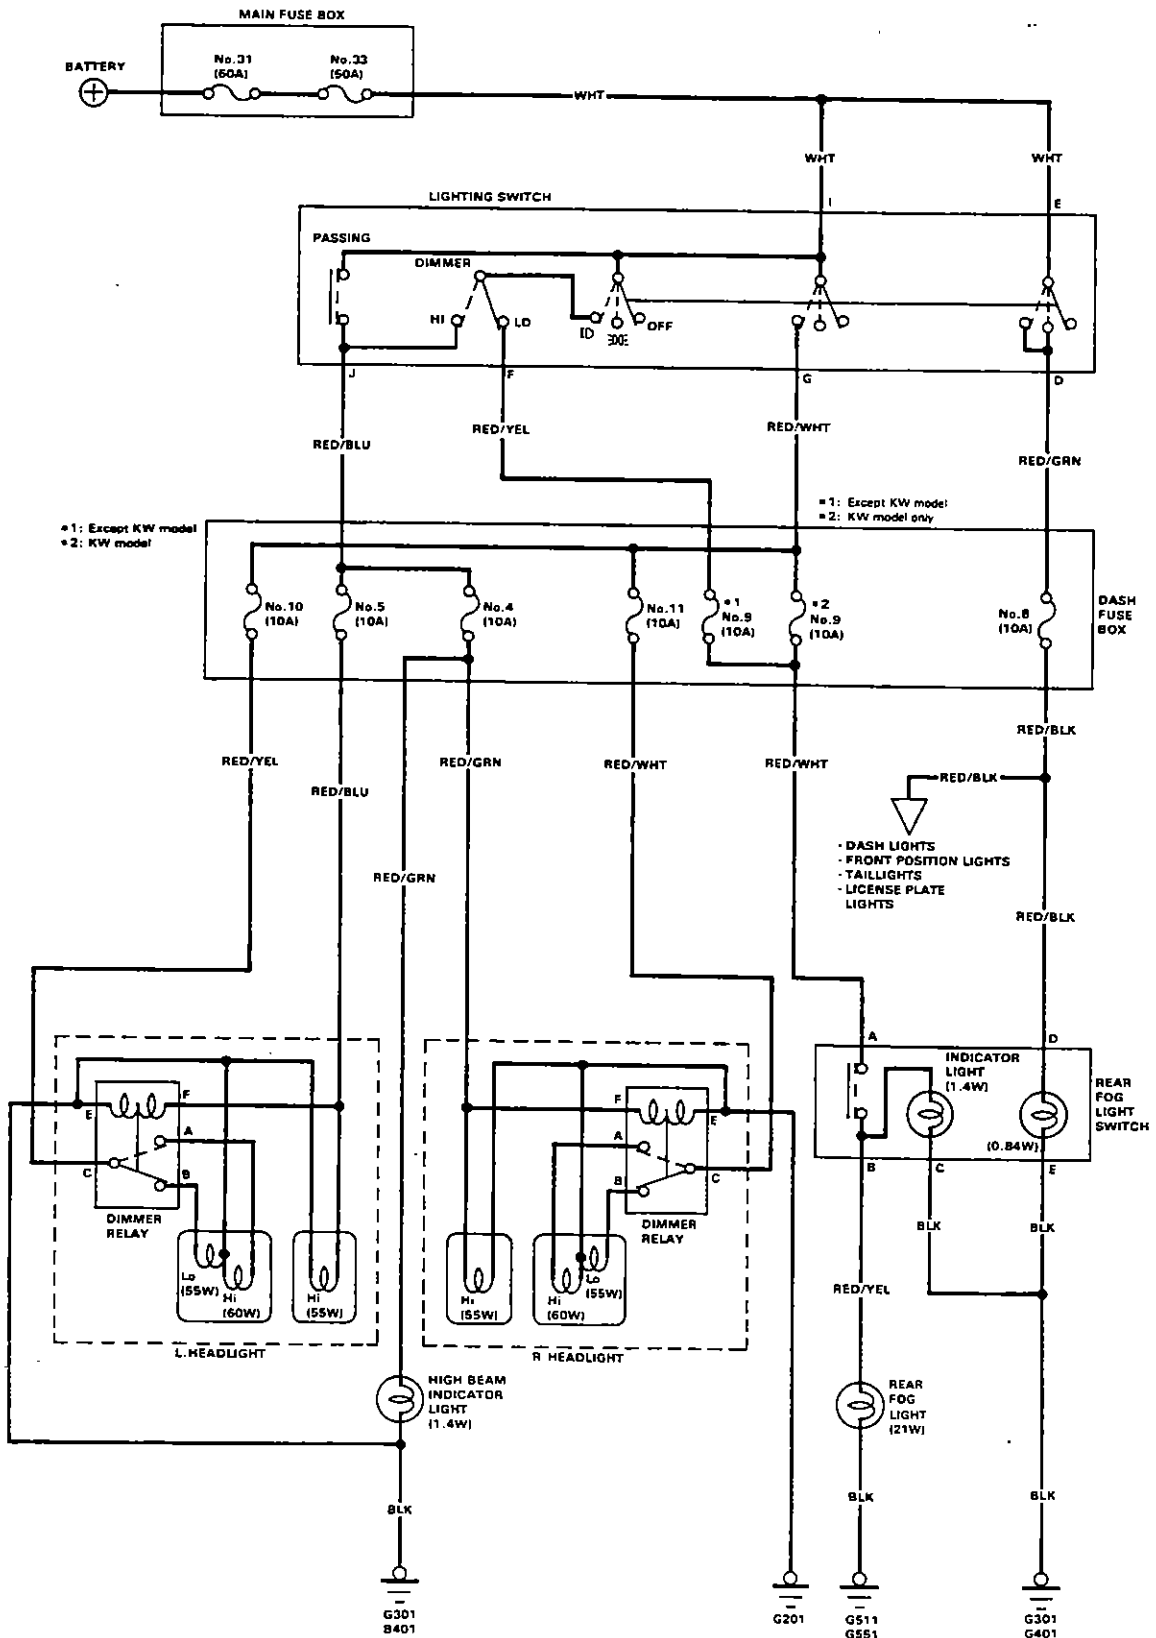 MAIN FUSE BOX
BATTERY
No.31
(60A)
No.33
(50A)
WHT
WHT
WHT
LIGHTING SWITCH
I
E
PASSING
DIMMER
HI
LO
OFF
J
F
G
D
RED/BLU
RED/YEL
RED/WHT
RED/GRN
*1: Except KW model
*2: KW model
*1: Except KW model
*2: KW model only
No.10
(10A)
No.5
(10A)
No.4
(10A)
No.11
(10A)
*1
No.9
(10A)
*2
No.9
(10A)
No.8
(10A)
DASH
FUSE
BOX
RED/YEL
RED/BLU
RED/GRN
RED/WHT
RED/WHT
RED/BLK
RED/BLK
- DASH LIGHTS
- FRONT POSITION LIGHTS
- TAILLIGHTS
- LICENSE PLATE
LIGHTS
RED/GRN
RED/BLK
A
D
INDICATOR
LIGHT
(1.4W)
(0.84W)
REAR
FOG
LIGHT
SWITCH
B
C
E
E
F
A
B
C
DIMMER
RELAY
Lo
(55W)
Hi
(60W)
Hi
(55W)
L.HEADLIGHT
F
E
A
B
C
DIMMER
RELAY
Hi
(55W)
Hi
(60W)
Lo
(55W)
R HEADLIGHT
BLK
BLK
RED/YEL
HIGH BEAM
INDICATOR
LIGHT
(1.4W)
REAR
FOG
LIGHT
(21W)
BLK
BLK
BLK
G301
B401
G201
G511
G551
G301
G401